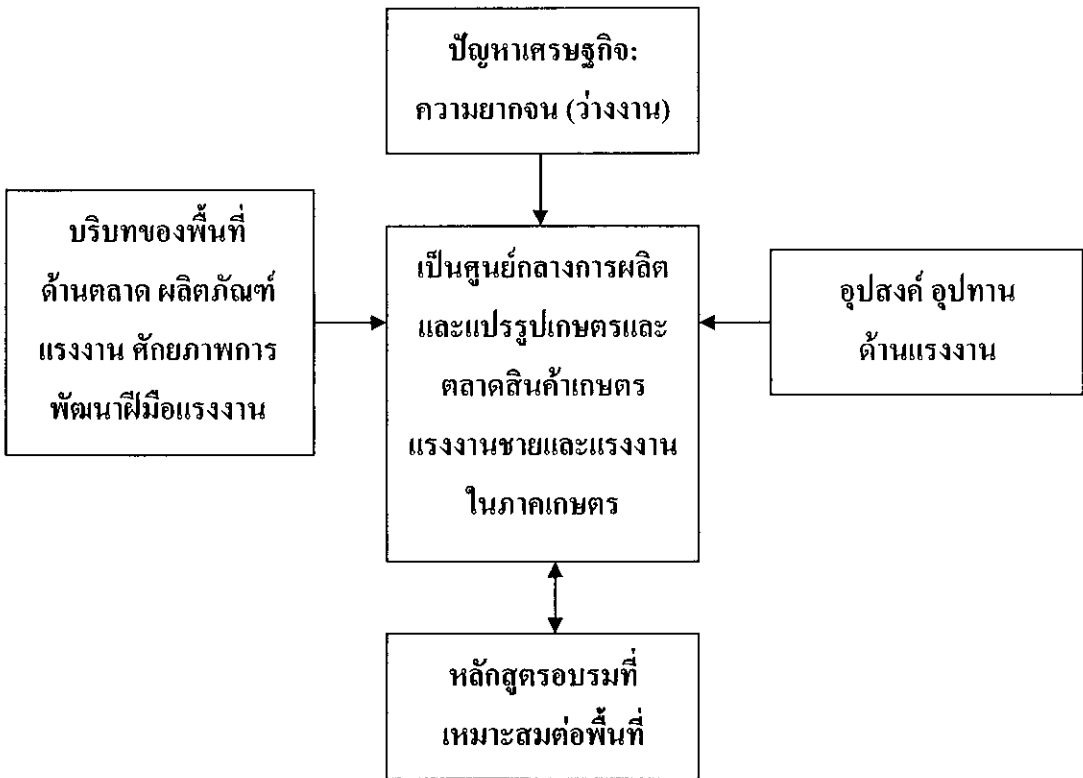 ปัญหาเศรษฐกิจ:
ความยากจน (ว่างงาน)
บริบทของพื้นที่
ด้านตลาด ผลิตภัณฑ์
แรงงาน ศักยภาพการ
พัฒนาฝีมือแรงงาน
เป็นศูนย์กลางการผลิต
และแปรรูปเกษตรและ
ตลาดสินค้าเกษตร
แรงงานชายและแรงงาน
ในภาคเกษตร
อุปสงค์ อุปทาน
ด้านแรงงาน
หลักสูตรอบรมที่
เหมาะสมต่อพื้นที่